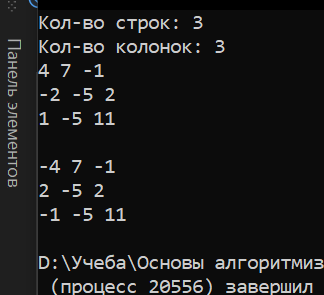 Панель элементов
Кол-во строк: 3
Кол-во колонок: 3
4 7 -1
-2 -5 2
1 -5 11
-4 7 -1
2 -5 2
-1 -5 11
D:\Учеба\Основы алгоритмиз
(процесс 20556) завершил